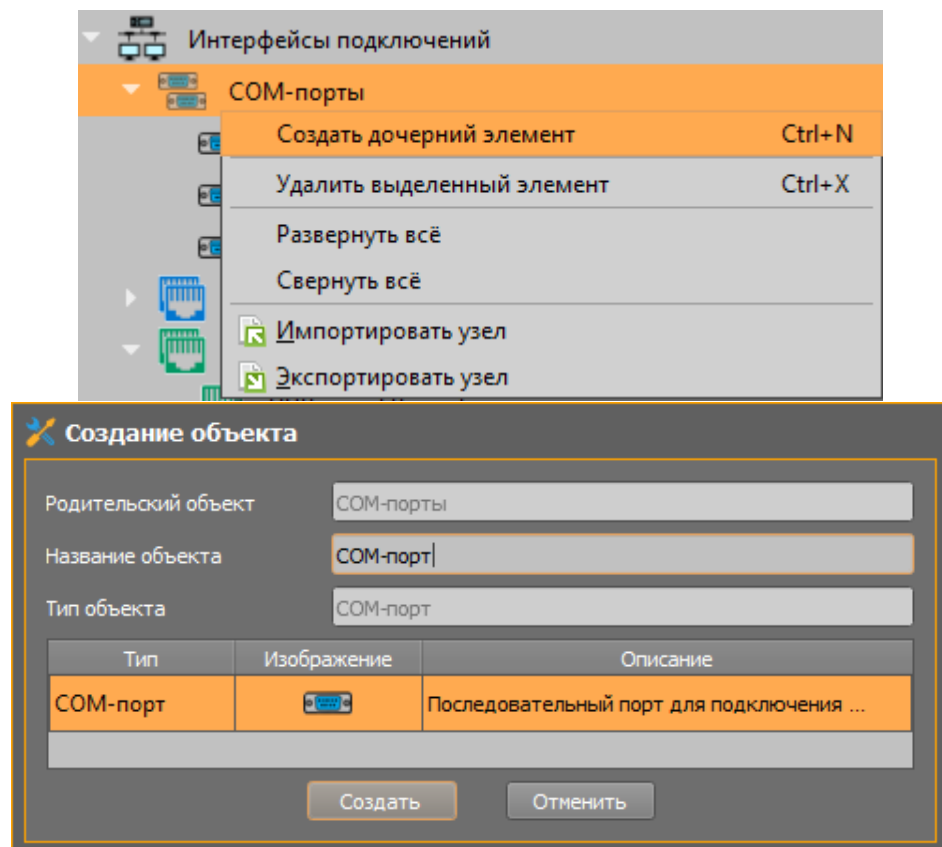 Интерфейсы подключений
COM-порты
Создать дочерний элемент Ctrl+N
Удалить выделенный элемент Ctrl+X
Развернуть всё
Свернуть всё
Импортировать узел
Экспортировать узел
Создание объекта
Родительский объект COM-порты
Название объекта COM-порт
Тип объекта COM-порт
Тип Изображение Описание
COM-порт Последовательный порт для подключения ...
Создать Отменить